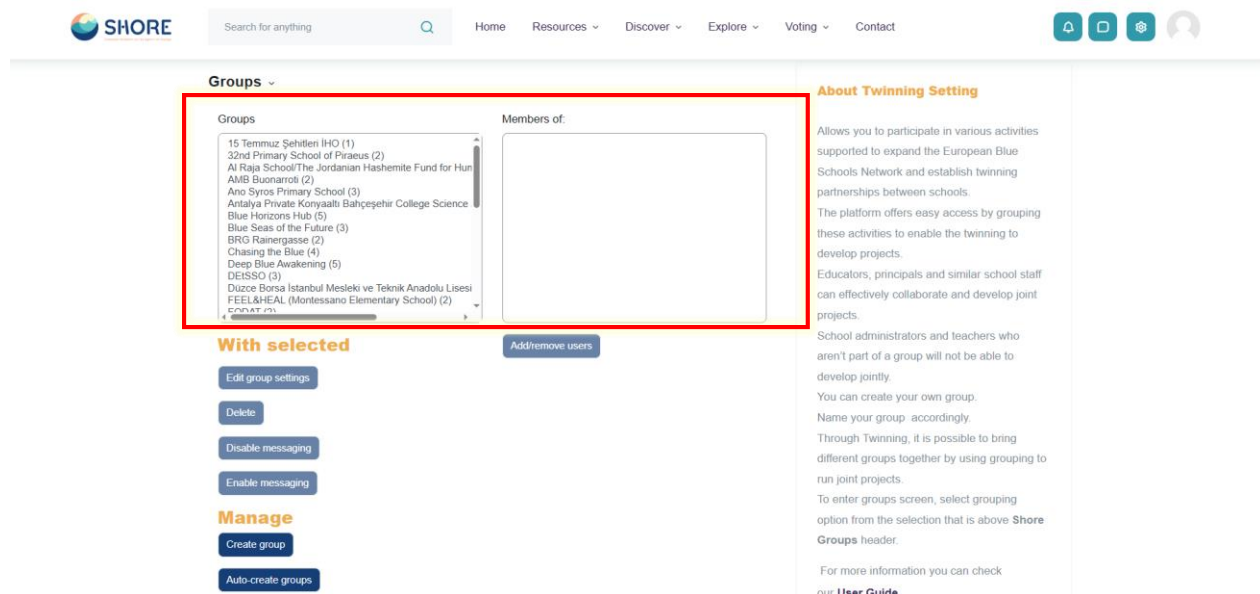 SHORE
Search for anything
Home Resources Discover Explore Voting Contact
Groups
Groups
15 Temmuz Şehitleri İHO (1)
32nd Primary School of Piraeus (2)
Al Raja School/The Jordanian Hashemite Fund for Hun
AMB Buonarroti (2)
Ano Syros Primary School (3)
Antalya Private Konyaaltı Bahçeşehir College Science
Blue Horizons Hub (5)
Blue Seas of the Future (3)
BRG Rainergasse (2)
Chasing the Blue (4)
Deep Blue Awakening (5)
DEtSSO (3)
Düzce Borsa İstanbul Mesleki ve Teknik Anadolu Lisesi
FEEL&HEAL (Montessano Elementary School) (2)
Members of:
With selected
Edit group settings
Delete
Disable messaging
Enable messaging
Add/remove users
Manage
Create group
Auto-create groups
About Twinning Setting
Allows you to participate in various activities
supported to expand the European Blue
Schools Network and establish twinning
partnerships between schools.
The platform offers easy access by grouping
these activities to enable the twinning to
develop projects.
Educators, principals and similar school staff
can effectively collaborate and develop joint
projects.
School administrators and teachers who
aren't part of a group will not be able to
develop jointly.
You can create your own group.
Name your group accordingly.
Through Twinning, it is possible to bring
different groups together by using grouping to
run joint projects.
To enter groups screen, select grouping
option from the selection that is above Shore
Groups header.
For more information you can check
our User Guide